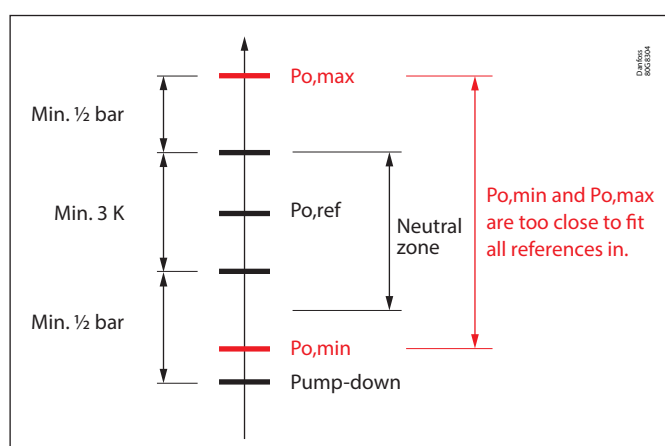 Danfoss
80G8304
Po,max
Min. ½ bar
Min. 3 K
Po,ref
Neutral
zone
Po,min and Po,max
are too close to fit
all references in.
Min. ½ bar
Po,min
Pump-down